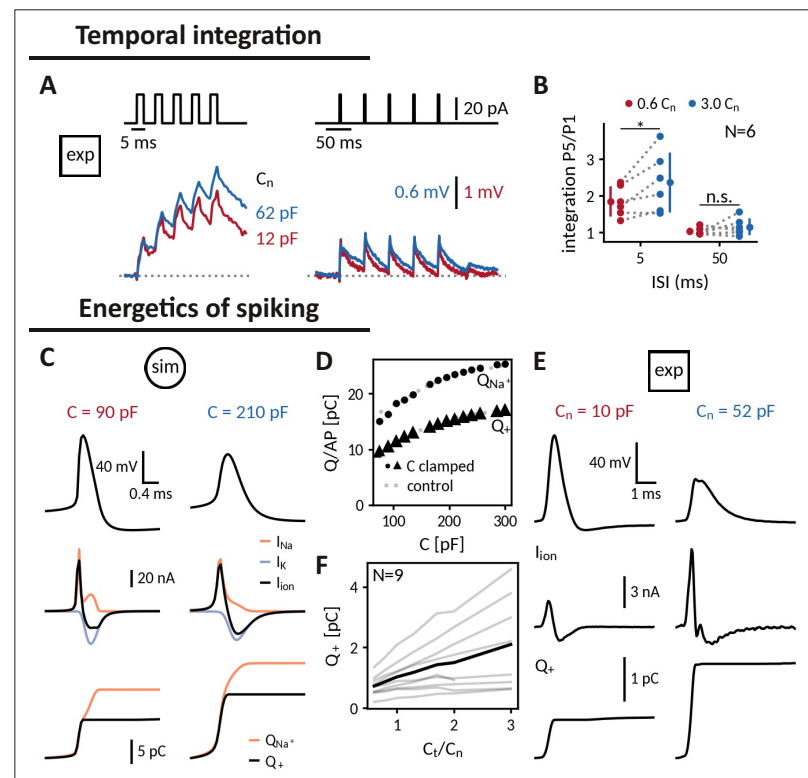 Temporal integration
A
20 pA
5 ms
50 ms
exp
Cn
62 pF
12 pF
0.6 mV
1 mV
B
0.6 Cn
3.0 Cn
N=6
*
n.s.
integration P5/P1
3
2
1
5
50
ISI (ms)
Energetics of spiking
C
sim
C = 90 pF
C = 210 pF
40 mV
0.4 ms
INa
IK
Iion
20 nA
5 pC
QNa+
Q+
D
Q/AP [pC]
20
10
0
QNa+
Q+
C clamped
control
100
200
300
C [pF]
E
exp
Cn = 10 pF
Cn = 52 pF
40 mV
1 ms
Iion
3 nA
Q+
1 pC
F
N=9
Q+ [pC]
4
2
0
1
2
3
Ct/Cn